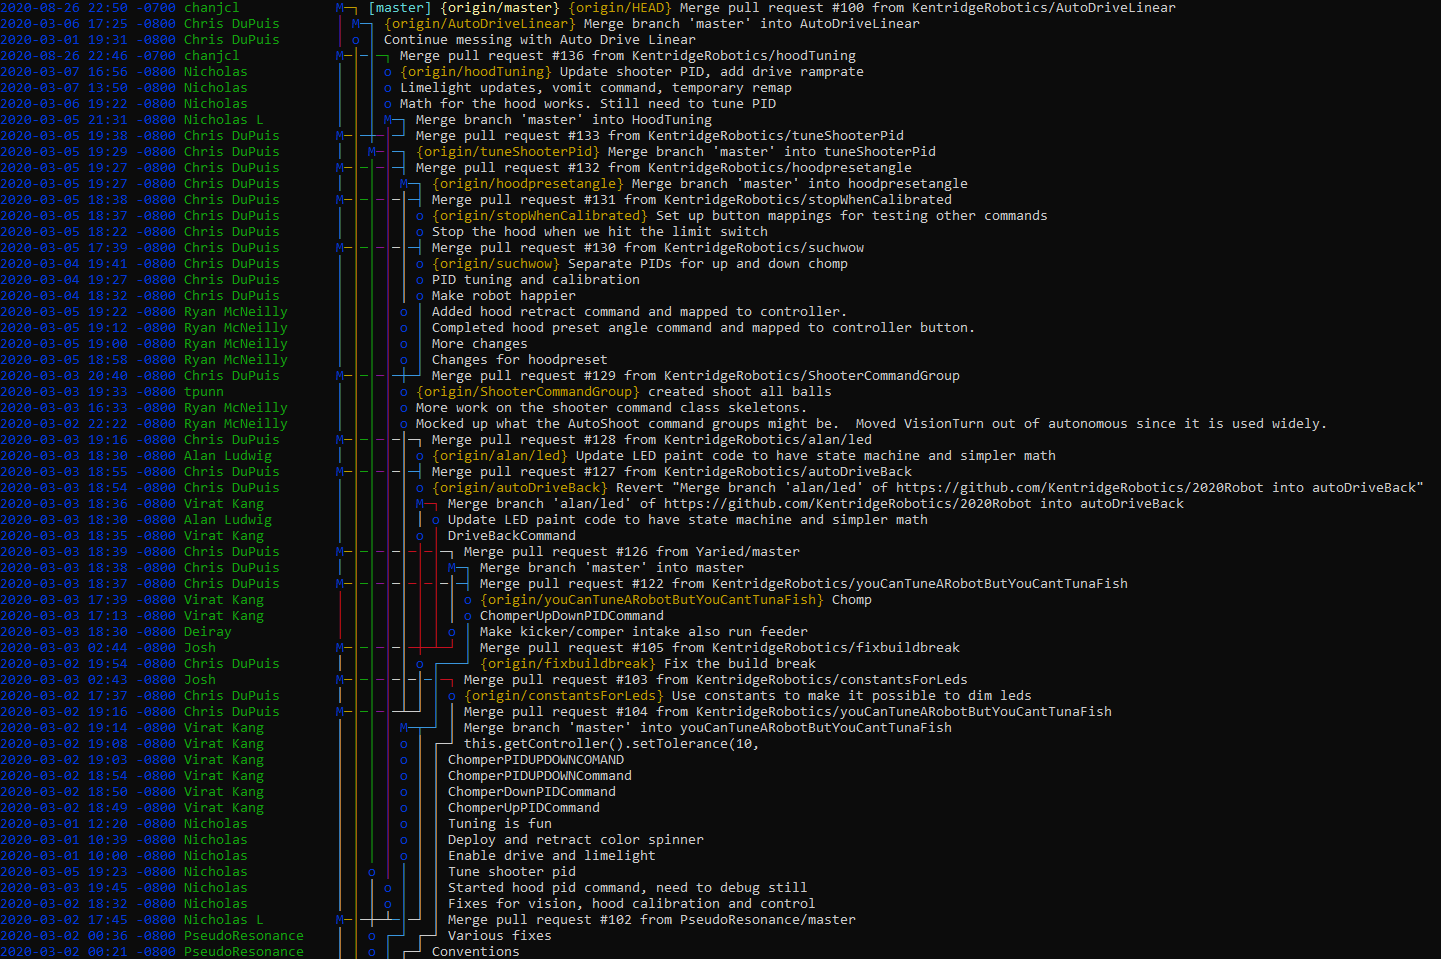 2020-08-26 22:50 -0700 chanjcl M─┐ [master] {origin/master} {origin/HEAD} Merge pull request #100 from KentridgeRobotics/AutoDriveLinear
2020-03-06 17:25 -0800 Chris DuPuis │ M─┐ {origin/AutoDriveLinear} Merge branch 'master' into AutoDriveLinear
2020-03-01 19:31 -0800 Chris DuPuis │ o │ Continue messing with Auto Drive Linear
2020-08-26 22:46 -0700 chanjcl M─│─│─┐ Merge pull request #136 from KentridgeRobotics/hoodTuning
2020-03-07 16:56 -0800 Nicholas │ │ │ o {origin/hoodTuning} Update shooter PID, add drive ramprate
2020-03-07 13:50 -0800 Nicholas │ │ │ o Limelight updates, vomit command, temporary remap
2020-03-06 19:22 -0800 Nicholas │ │ │ o Math for the hood works. Still need to tune PID
2020-03-05 21:31 -0800 Nicholas L │ │ │ M─┐ Merge branch 'master' into HoodTuning
2020-03-05 19:38 -0800 Chris DuPuis M─│─┼─│─┘ Merge pull request #133 from KentridgeRobotics/tuneShooterPid
2020-03-05 19:29 -0800 Chris DuPuis │ │ M─│─┐ {origin/tuneShooterPid} Merge branch 'master' into tuneShooterPid
2020-03-05 19:27 -0800 Chris DuPuis M─│─│─│─┤ Merge pull request #132 from KentridgeRobotics/hoodpresetangle
2020-03-05 19:27 -0800 Chris DuPuis │ │ │ │ M─┐ {origin/hoodpresetangle} Merge branch 'master' into hoodpresetangle
2020-03-05 18:38 -0800 Chris DuPuis M─│─│─│─│─┤ Merge pull request #131 from KentridgeRobotics/stopWhenCalibrated
2020-03-05 18:37 -0800 Chris DuPuis │ │ │ │ │ o {origin/stopWhenCalibrated} Set up button mappings for testing other commands
2020-03-05 18:22 -0800 Chris DuPuis │ │ │ │ │ o Stop the hood when we hit the limit switch
2020-03-05 17:39 -0800 Chris DuPuis M─│─│─│─│─┤ Merge pull request #130 from KentridgeRobotics/suchwow
2020-03-04 19:41 -0800 Chris DuPuis │ │ │ │ │ o {origin/suchwow} Separate PIDs for up and down chomp
2020-03-04 19:27 -0800 Chris DuPuis │ │ │ │ │ o PID tuning and calibration
2020-03-04 18:32 -0800 Chris DuPuis │ │ │ │ │ o Make robot happier
2020-03-05 19:22 -0800 Ryan McNeilly │ │ │ │ o │ Added hood retract command and mapped to controller.
2020-03-05 19:12 -0800 Ryan McNeilly │ │ │ │ o │ Completed hood preset angle command and mapped to controller button.
2020-03-05 19:00 -0800 Ryan McNeilly │ │ │ │ o │ More changes
2020-03-05 18:58 -0800 Ryan McNeilly │ │ │ │ o │ Changes for hoodpreset
2020-03-03 20:40 -0800 Chris DuPuis M─│─│─│─┼─┘ Merge pull request #129 from KentridgeRobotics/ShooterCommandGroup
2020-03-03 19:33 -0800 tpunn │ │ │ │ o {origin/ShooterCommandGroup} created shoot all balls
2020-03-03 16:33 -0800 Ryan McNeilly │ │ │ │ o More work on the shooter command class skeletons.
2020-03-02 22:22 -0800 Ryan McNeilly │ │ │ │ o Mocked up what the AutoShoot command groups might be.  Moved VisionTurn out of autonomous since it is used widely.
2020-03-03 19:16 -0800 Chris DuPuis M─│─│─│─│─┐ Merge pull request #128 from KentridgeRobotics/alan/led
2020-03-03 18:30 -0800 Alan Ludwig │ │ │ │ │ o {origin/alan/led} Update LED paint code to have state machine and simpler math
2020-03-03 18:55 -0800 Chris DuPuis M─│─│─│─│─┤ Merge pull request #127 from KentridgeRobotics/autoDriveBack
2020-03-03 18:54 -0800 Chris DuPuis │ │ │ │ │ o {origin/autoDriveBack} Revert "Merge branch 'alan/led' of https://github.com/KentridgeRobotics/2020Robot into autoDriveBack"
2020-03-03 18:36 -0800 Virat Kang │ │ │ │ │ M─┐ Merge branch 'alan/led' of https://github.com/KentridgeRobotics/2020Robot into autoDriveBack
2020-03-03 18:30 -0800 Alan Ludwig │ │ │ │ │ │ o Update LED paint code to have state machine and simpler math
2020-03-03 18:35 -0800 Virat Kang │ │ │ │ │ o │ DriveBackCommand
2020-03-03 18:39 -0800 Chris DuPuis M─│─│─│─│─│─│─┐ Merge pull request #126 from Yaried/master
2020-03-03 18:38 -0800 Chris DuPuis │ │ │ │ │ │ │ M─┐ Merge branch 'master' into master
2020-03-03 18:37 -0800 Chris DuPuis M─│─│─│─│─│─│─│─┤ Merge pull request #122 from KentridgeRobotics/youCanTuneARobotButYouCantTunaFish
2020-03-03 17:39 -0800 Virat Kang │ │ │ │ │ │ │ │ o {origin/youCanTuneARobotButYouCantTunaFish} Chomp
2020-03-03 17:13 -0800 Virat Kang │ │ │ │ │ │ │ │ o ChomperUpDownPIDCommand
2020-03-03 18:30 -0800 Deiray │ │ │ │ │ │ │ o │ Make kicker/comper intake also run feeder
2020-03-03 02:44 -0800 Josh M─│─│─│─│─┴─┴─┘ │ Merge pull request #105 from KentridgeRobotics/fixbuildbreak
2020-03-02 19:54 -0800 Chris DuPuis │ │ │ │ │ o ┌───┘ {origin/fixbuildbreak} Fix the build break
2020-03-03 02:43 -0800 Josh M─│─│─│─│─│─│─┐ Merge pull request #103 from KentridgeRobotics/constantsForLeds
2020-03-02 17:37 -0800 Chris DuPuis │ │ │ │ │ │ │ o {origin/constantsForLeds} Use constants to make it possible to dim leds
2020-03-02 19:16 -0800 Chris DuPuis M─│─│─│─┴─┘ │ │ Merge pull request #104 from KentridgeRobotics/youCanTuneARobotButYouCantTunaFish
2020-03-02 19:14 -0800 Virat Kang │ │ │ │ M─┬─┘ │ Merge branch 'master' into youCanTuneARobotButYouCantTunaFish
2020-03-02 19:08 -0800 Virat Kang │ │ │ │ o │ ┌─┘ this.getController().setTolerance(10,
2020-03-02 19:03 -0800 Virat Kang │ │ │ │ o │ │ ChomperPIDUPDOWNCOMAND
2020-03-02 18:54 -0800 Virat Kang │ │ │ │ o │ │ ChomperPIDUPDOWNCommand
2020-03-02 18:50 -0800 Virat Kang │ │ │ │ o │ │ ChomperDownPIDCommand
2020-03-02 18:49 -0800 Virat Kang │ │ │ │ o │ │ ChomperUpPIDCommand
2020-03-01 12:20 -0800 Nicholas │ │ │ │ o │ │ Tuning is fun
2020-03-01 10:39 -0800 Nicholas │ │ │ │ o │ │ Deploy and retract color spinner
2020-03-01 10:00 -0800 Nicholas │ │ │ │ o │ │ Enable drive and limelight
2020-03-05 19:23 -0800 Nicholas │ │ o │ │ │ │ Tune shooter pid
2020-03-03 19:45 -0800 Nicholas │ │ │ o │ │ │ Started hood pid command, need to debug still
2020-03-02 18:32 -0800 Nicholas │ │ │ o │ │ │ Fixes for vision, hood calibration and control
2020-03-02 17:45 -0800 Nicholas L M─│─┼─┴─│─┘ │ Merge pull request #102 from PseudoResonance/master
2020-03-02 00:36 -0800 PseudoResonance │ │ o ┌─┘ ┌─┘ Various fixes
2020-03-02 00:21 -0800 PseudoResonance │ │ o │ ┌─┘ Conventions